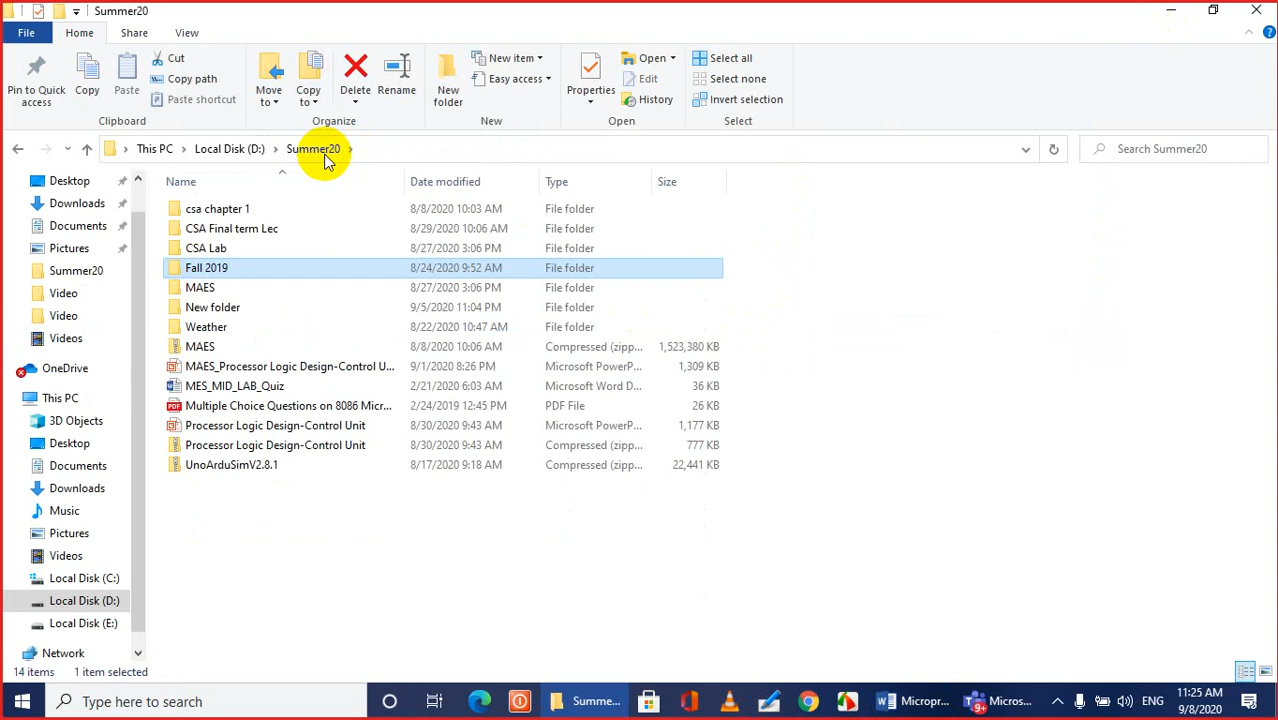 Summer20
File Home Share View
Pin to Quick access
Copy
Paste
Cut
Copy path
Paste shortcut
Clipboard
Move to
Copy to
Delete
Rename
Organize
New folder
New item
Easy access
New
Properties
Open
Edit
History
Open
Select all
Select none
Invert selection
Select
This PC Local Disk (D:) Summer20
Search Summer20
Desktop
Downloads
Documents
Pictures
Summer20
Video
Video
Videos
OneDrive
This PC
3D Objects
Desktop
Documents
Downloads
Music
Pictures
Videos
Local Disk (C:)
Local Disk (D:)
Local Disk (E:)
Network
Name Date modified Type Size
csa chapter 1 8/8/2020 10:03 AM File folder
CSA Final term Lec 8/29/2020 10:06 AM File folder
CSA Lab 8/27/2020 3:06 PM File folder
Fall 2019 8/24/2020 9:52 AM File folder
MAES 8/27/2020 3:06 PM File folder
New folder 9/5/2020 11:04 PM File folder
Weather 8/22/2020 10:47 AM File folder
MAES 8/8/2020 10:06 AM Compressed (zipp... 1,523,380 KB
MAES_Processor Logic Design-Control U... 9/1/2020 8:26 PM Microsoft PowerP... 1,309 KB
MES_MID_LAB_Quiz 2/21/2020 6:03 AM Microsoft Word D... 36 KB
Multiple Choice Questions on 8086 Micr... 2/24/2019 12:45 PM PDF File 26 KB
Processor Logic Design-Control Unit 8/30/2020 9:43 AM Microsoft PowerP... 1,177 KB
Processor Logic Design-Control Unit 8/30/2020 9:43 AM Compressed (zipp... 777 KB
UnoArduSimV2.8.1 8/17/2020 9:18 AM Compressed (zipp... 22,441 KB
14 items 1 item selected
Type here to search
Summe...
Micropr...
9+
Micros...
ENG
11:25 AM
9/8/2020